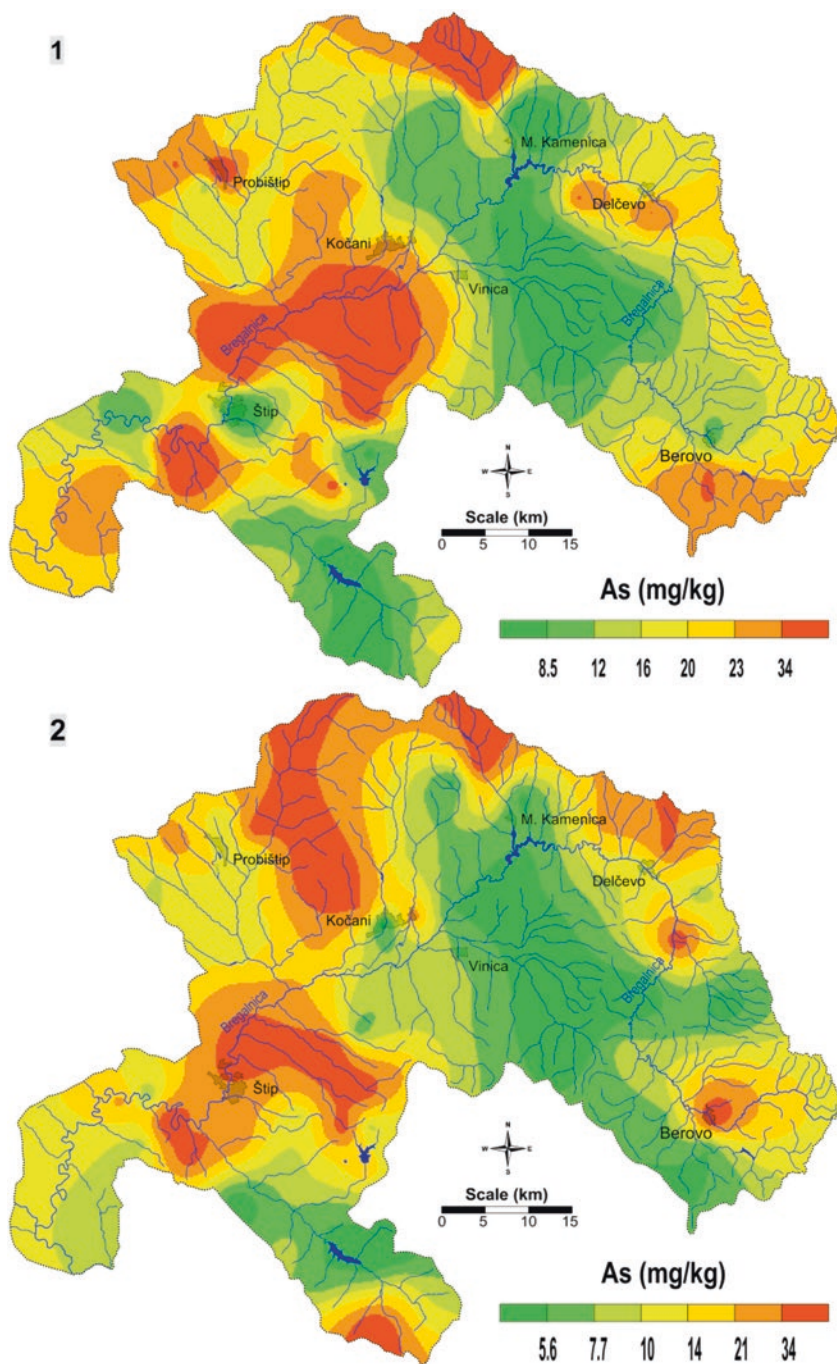 1
M. Kamenica
Probištip
Delčevo
Kočani
Vinica
Bregalnica
Bregalnica
Štip
Berovo
N
W E
S
Scale (km)
0 5 10 15
As (mg/kg)
8.5 12 16 20 23 34
2
M. Kamenica
Probištip
Delčevo
Kočani
Vinica
Bregalnica
Bregalnica
Štip
Berovo
N
W E
S
Scale (km)
0 5 10 15
As (mg/kg)
5.6 7.7 10 14 21 34